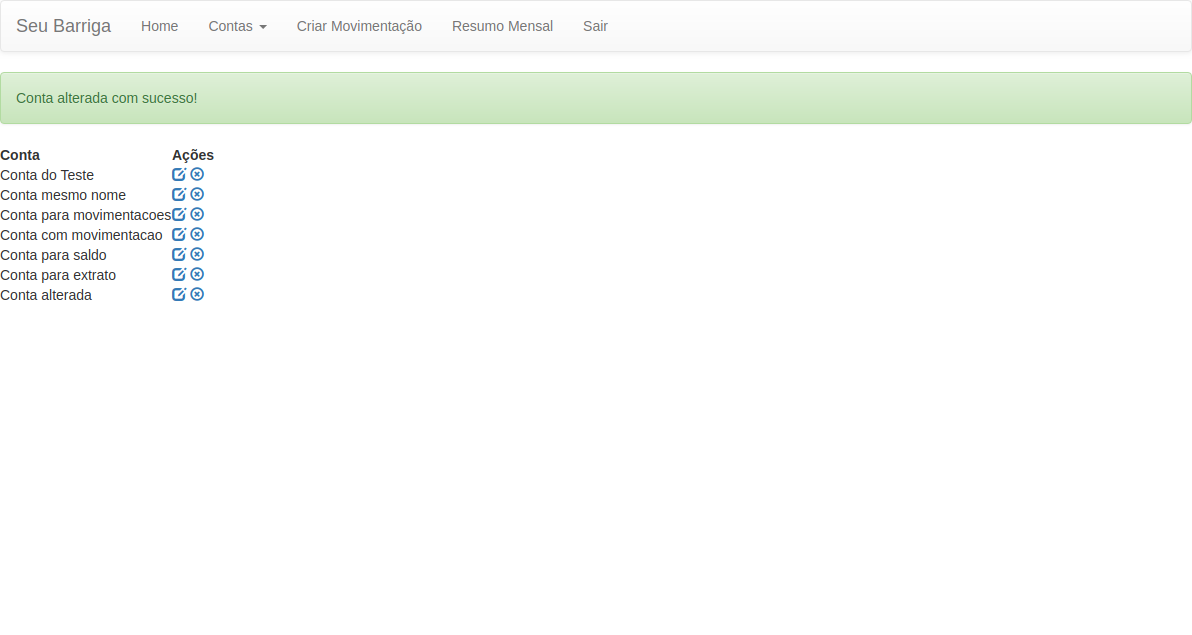 Seu Barriga Home Contas Criar Movimentação Resumo Mensal Sair
Conta alterada com sucesso!
Conta Ações
Conta do Teste
Conta mesmo nome
Conta para movimentacoes
Conta com movimentacao
Conta para saldo
Conta para extrato
Conta alterada